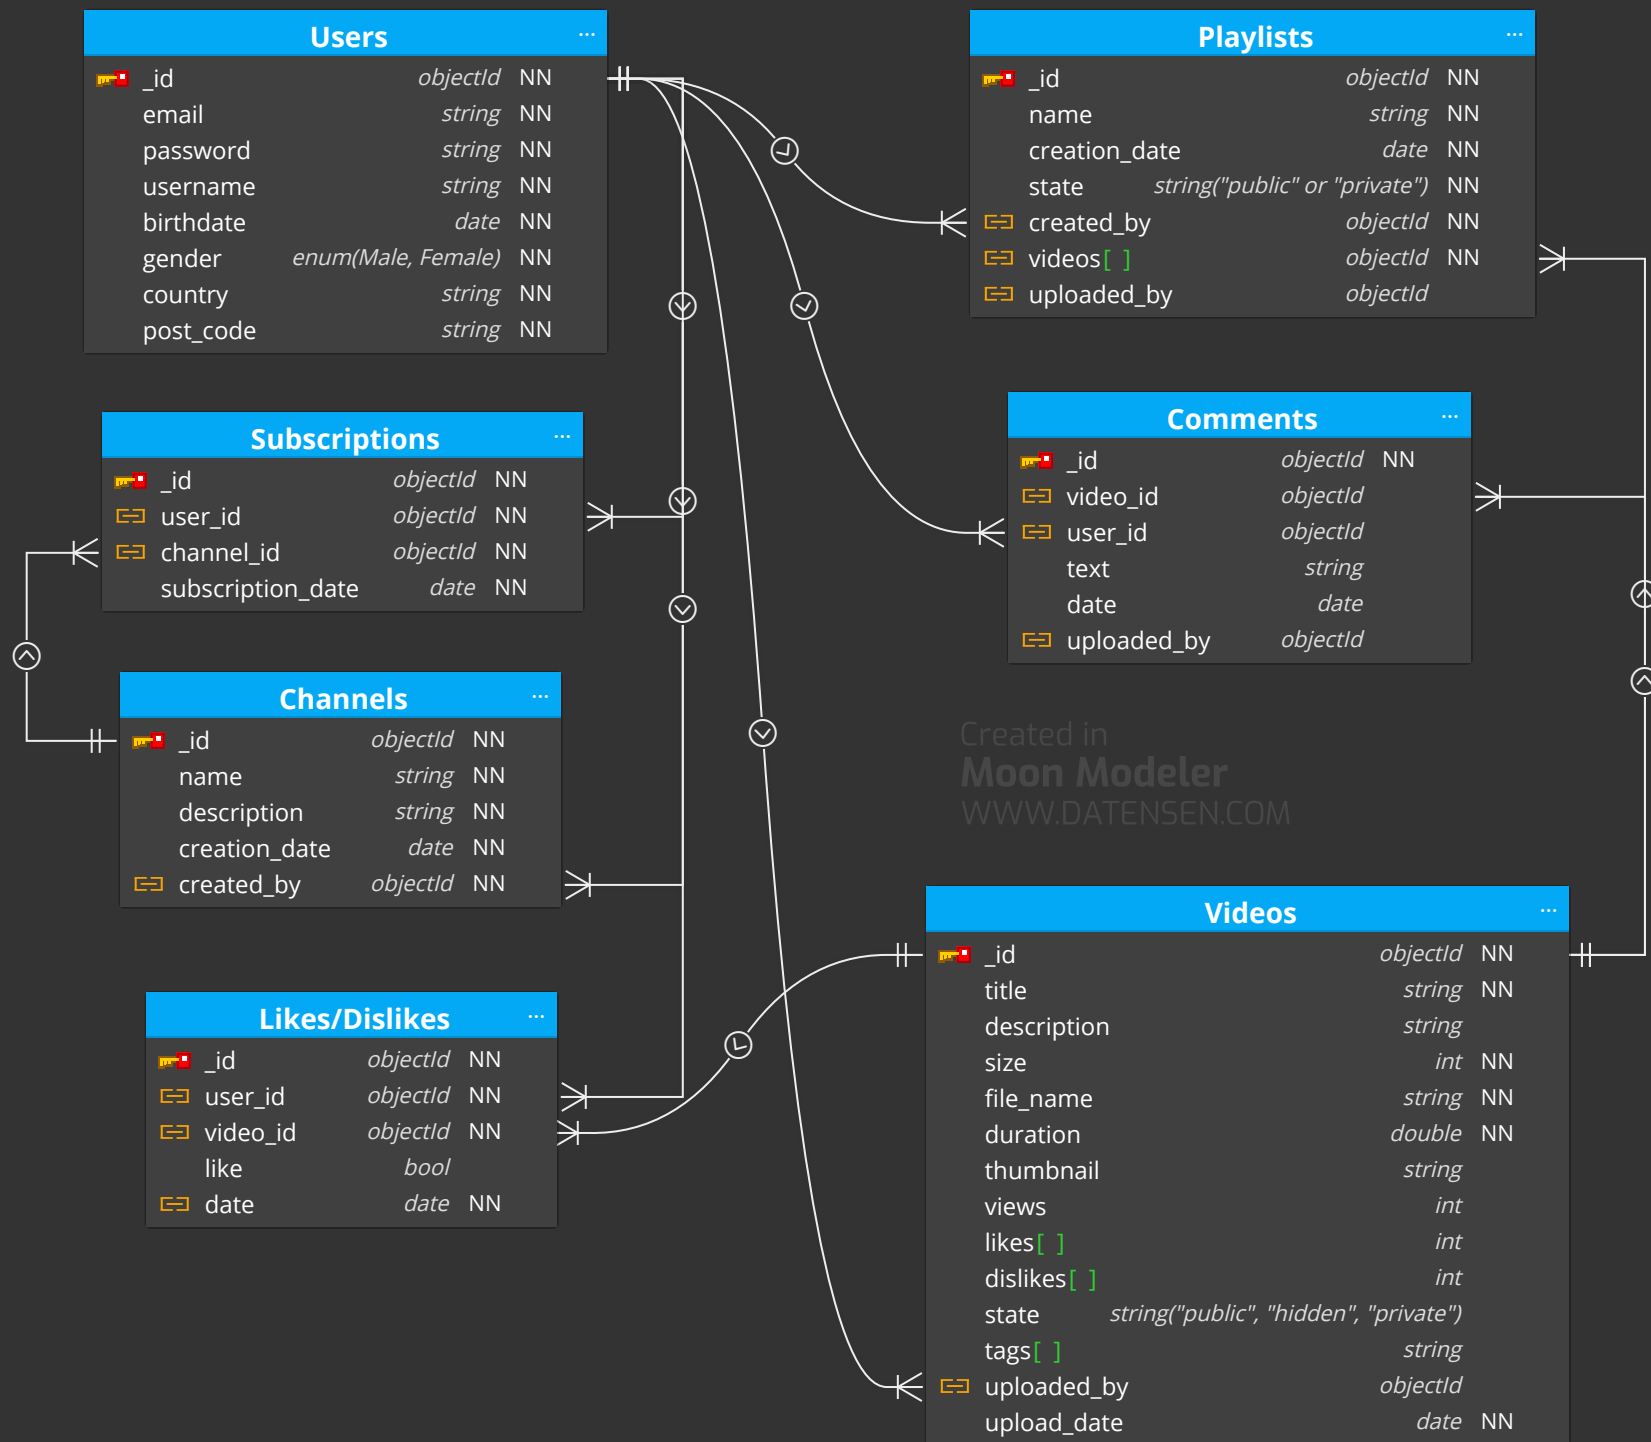 Users ...
_id objectId NN
email string NN
password string NN
username string NN
birthdate date NN
gender enum(Male, Female) NN
country string NN
post_code string NN
Playlists ...
_id objectId NN
name string NN
creation_date date NN
state string("public" or "private") NN
created_by objectId NN
videos[ ] objectId NN
uploaded_by objectId
Subscriptions ...
_id objectId NN
user_id objectId NN
channel_id objectId NN
subscription_date date NN
Comments ...
_id objectId NN
video_id objectId
user_id objectId
text string
date date
uploaded_by objectId
Channels ...
_id objectId NN
name string NN
description string NN
creation_date date NN
created_by objectId NN
Created in
Moon Modeler
WWW.DATENSEN.COM
Likes/Dislikes ...
_id objectId NN
user_id objectId NN
video_id objectId NN
like bool
date date NN
Videos ...
_id objectId NN
title string NN
description string
size int NN
file_name string NN
duration double NN
thumbnail string
views int
likes[ ] int
dislikes[ ] int
state string("public", "hidden", "private")
tags[ ] string
uploaded_by objectId
upload_date date NN